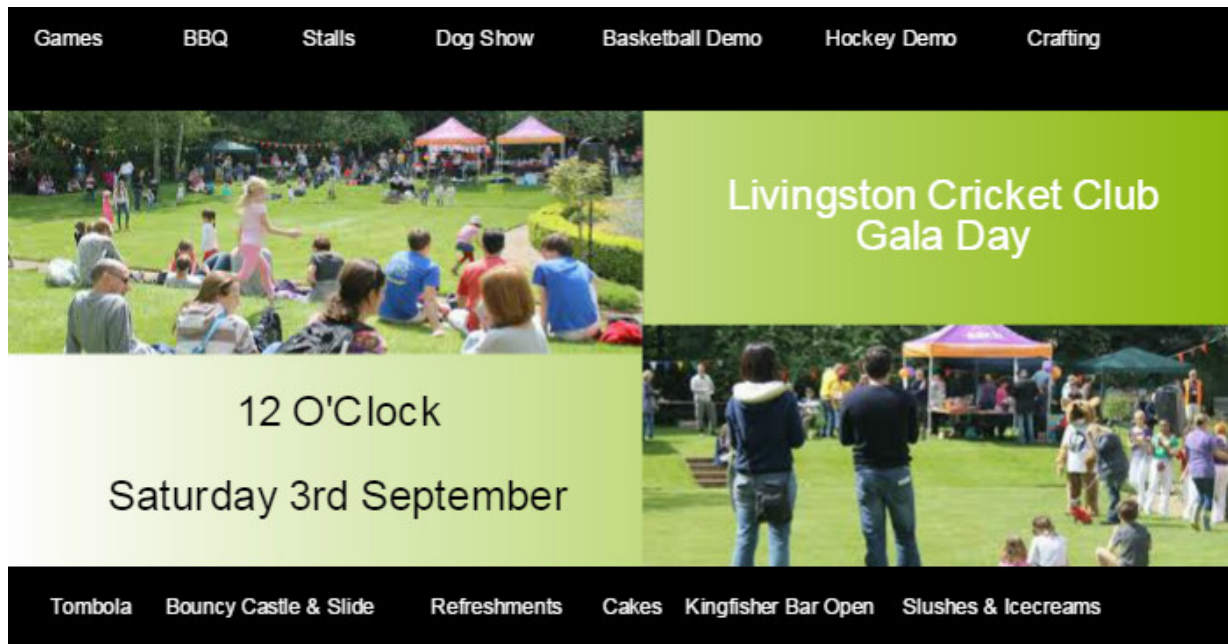 Games BBQ Stalls Dog Show Basketball Demo Hockey Demo Crafting
Livingston Cricket Club
Gala Day
12 O'Clock
Saturday 3rd September
Tombola Bouncy Castle & Slide Refreshments Cakes Kingfisher Bar Open Slushes & Icecreams